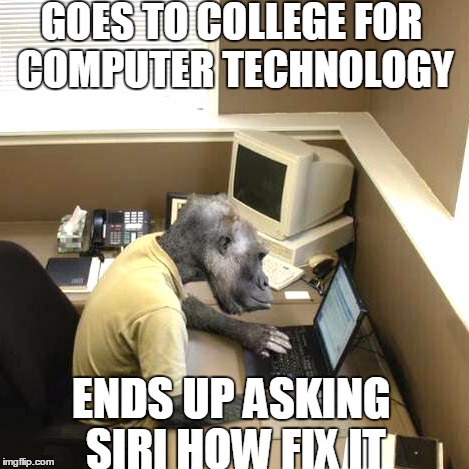 GOES TO COLLEGE FOR
COMPUTER TECHNOLOGY
ENDS UP ASKING
SIRI HOW FIX IT
imgflip.com